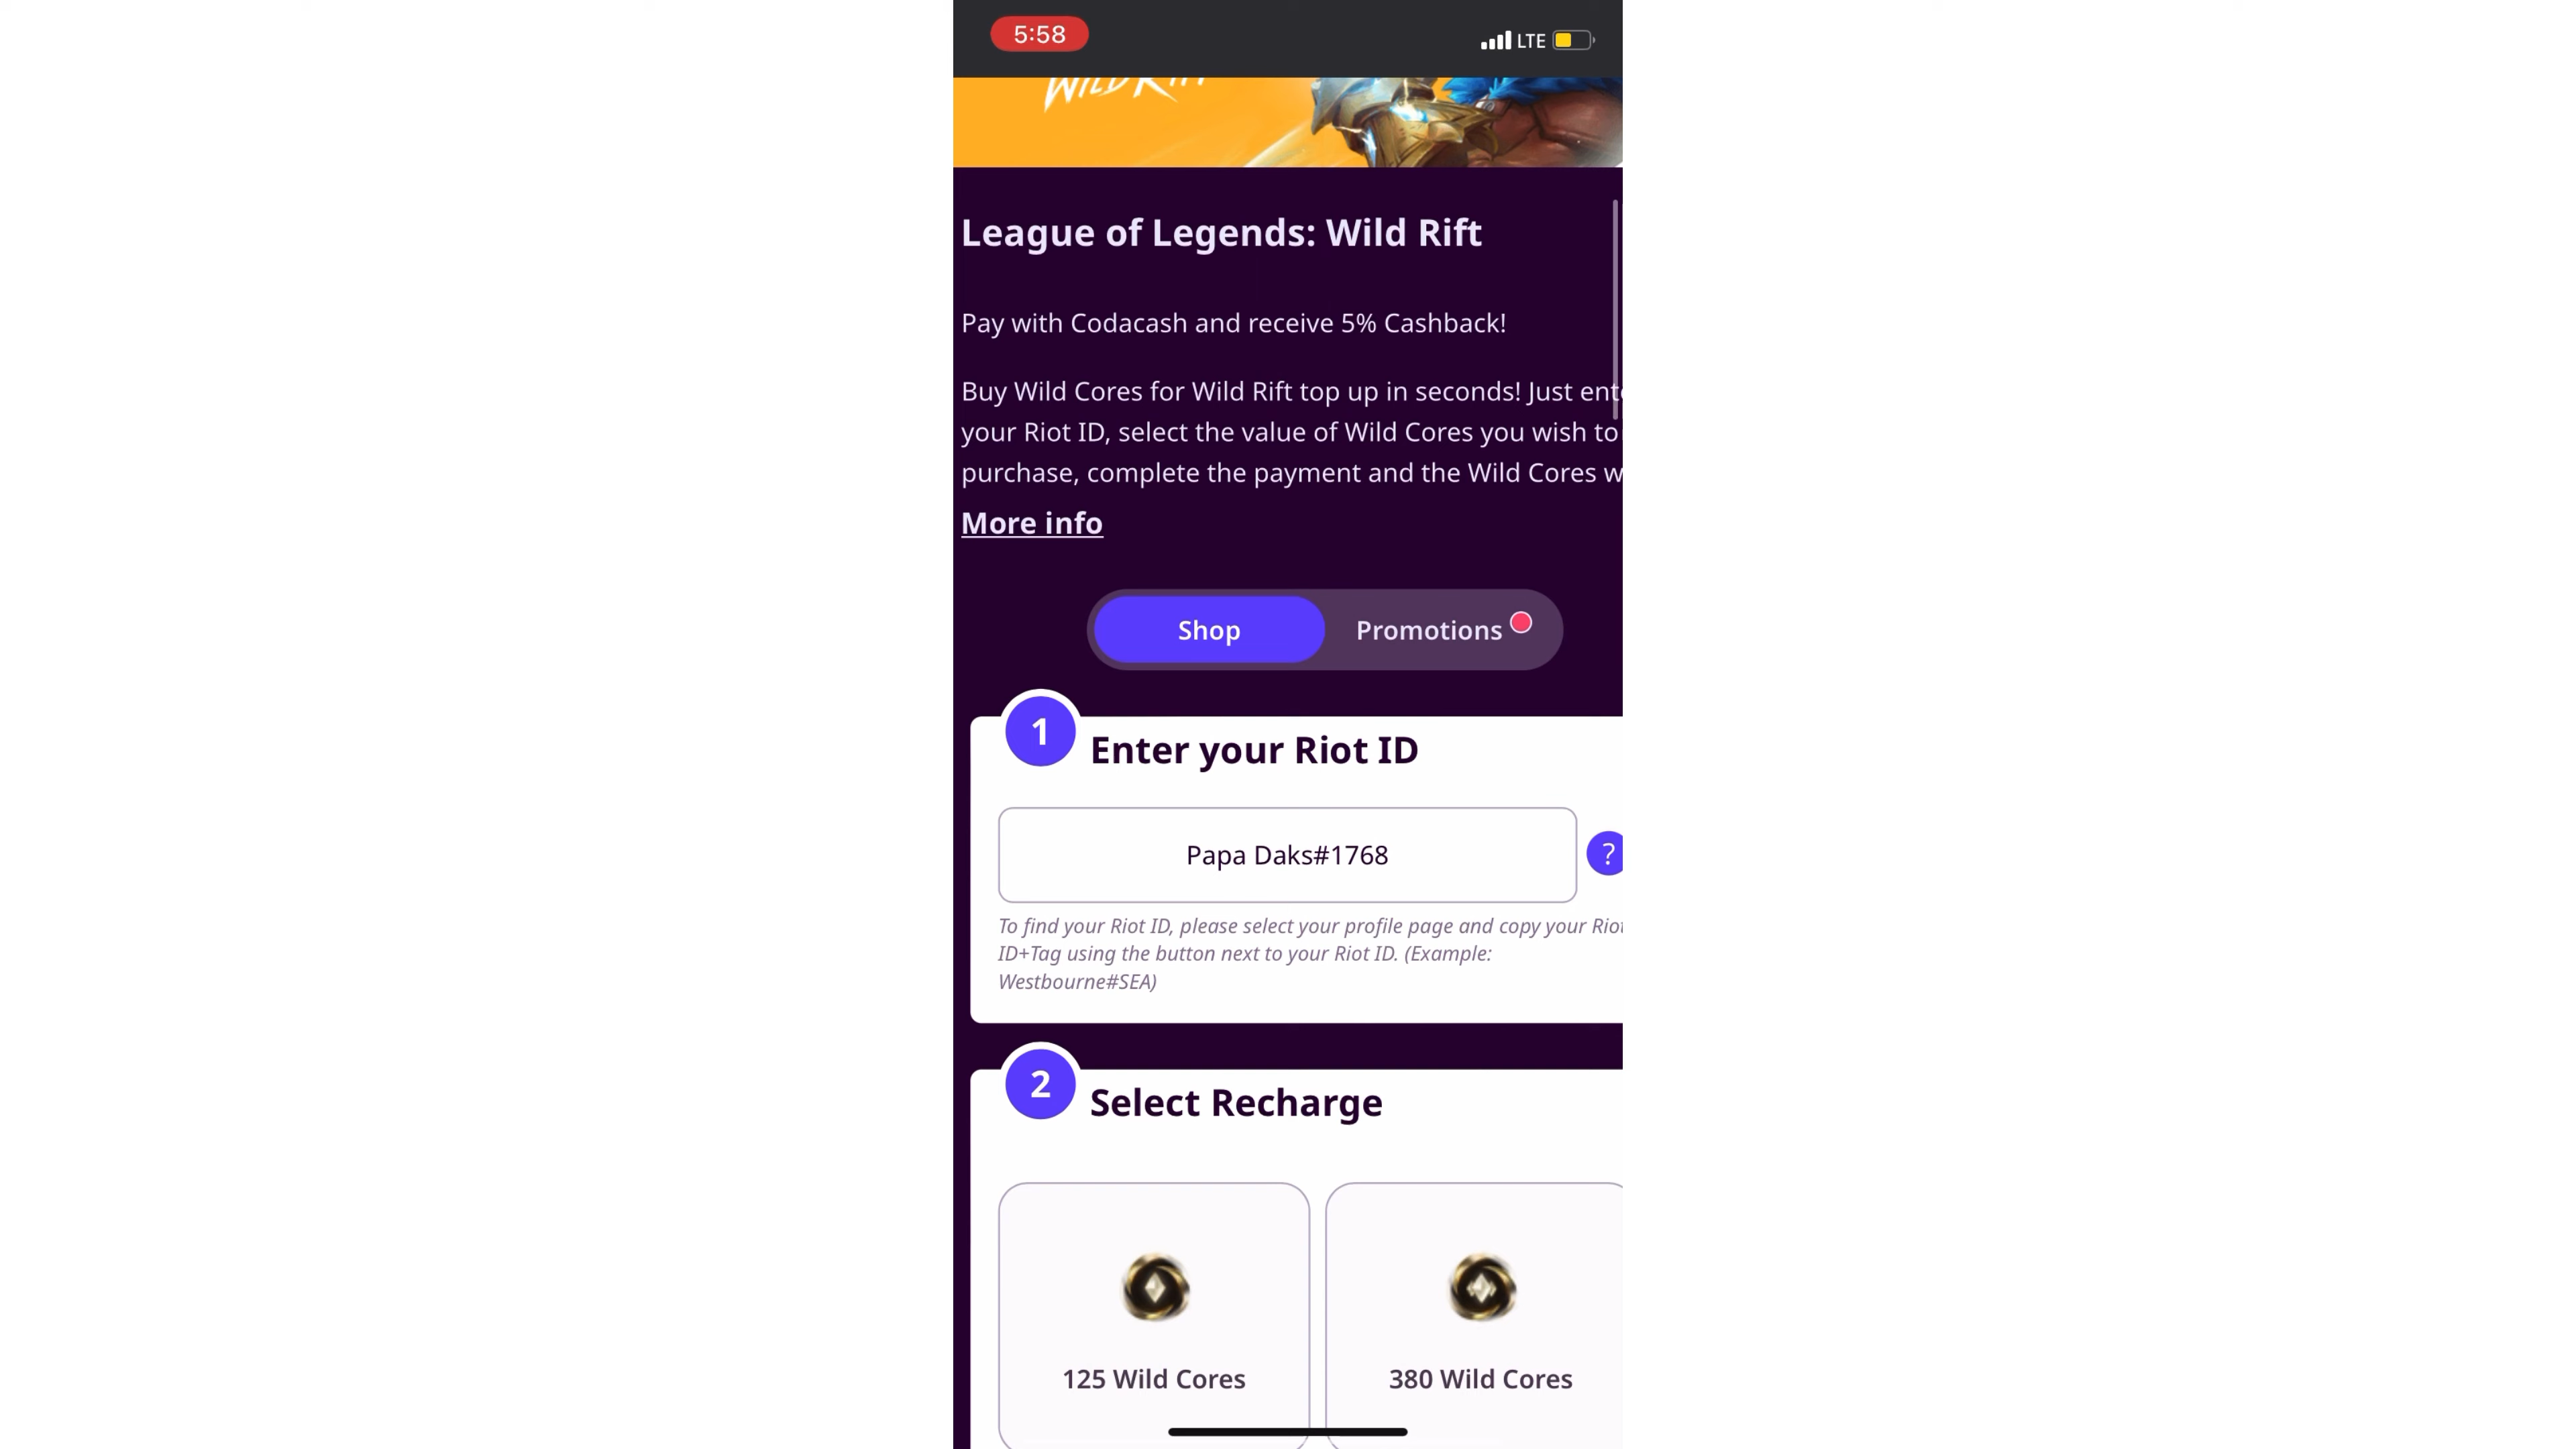 5:58
LTE
WILD RIFT
League of Legends: Wild Rift
Pay with Codacash and receive 5% Cashback!
Buy Wild Cores for Wild Rift top up in seconds! Just ent
your Riot ID, select the value of Wild Cores you wish to
purchase, complete the payment and the Wild Cores w
More info
Shop
Promotions
1
Enter your Riot ID
Papa Daks#1768
?
To find your Riot ID, please select your profile page and copy your Riot
ID+Tag using the button next to your Riot ID. (Example:
Westbourne#SEA)
2
Select Recharge
125 Wild Cores
380 Wild Cores